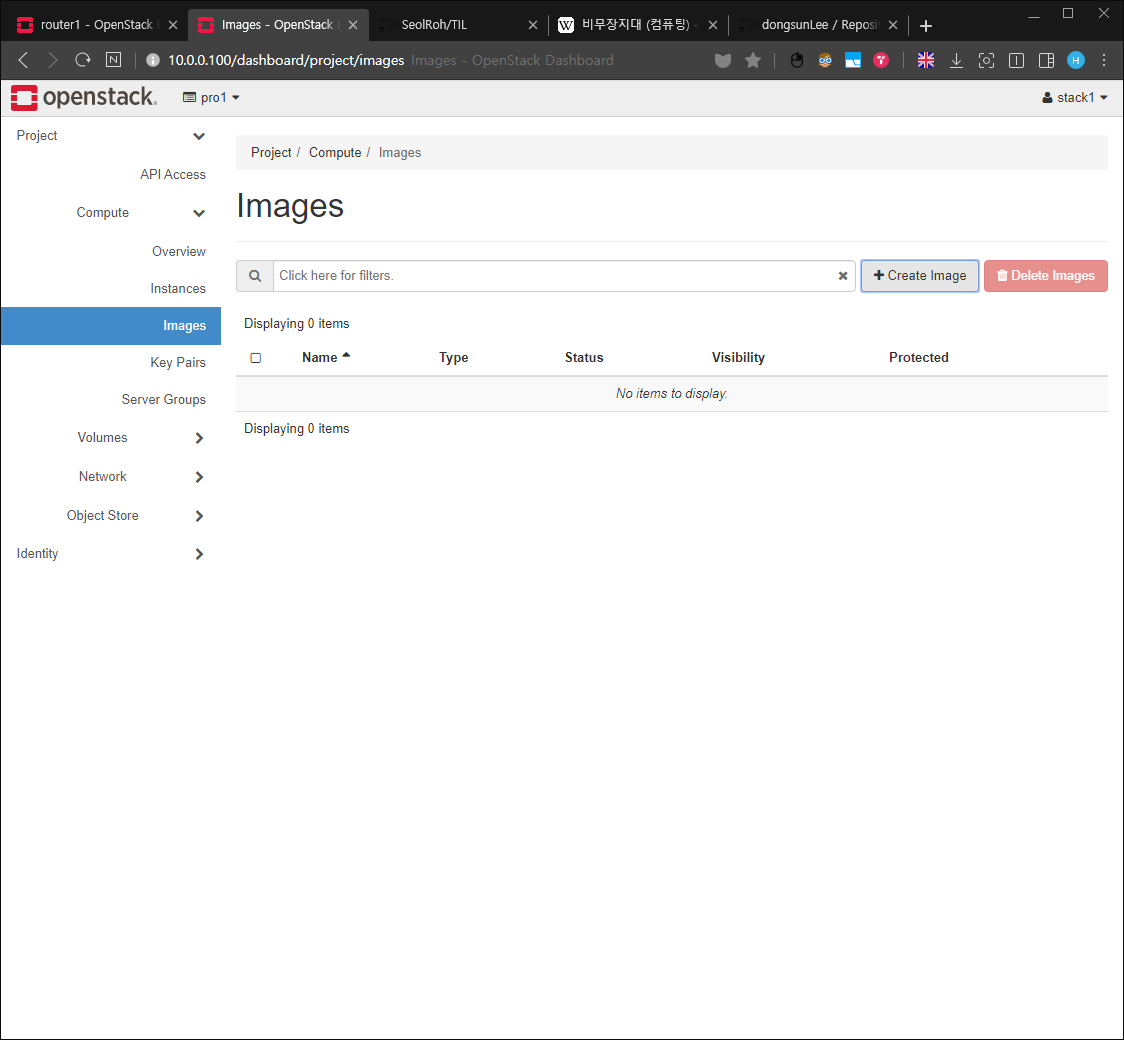 router1 - OpenStack
Images - OpenStack
SeolRoh/TIL
비무장지대 (컴퓨팅) -
dongsunLee / Reposi
10.0.0.100/dashboard/project/images Images - OpenStack Dashboard
openstack.
pro1
stack1
Project
API Access
Compute
Overview
Instances
Images
Key Pairs
Server Groups
Volumes
Network
Object Store
Identity
Project / Compute / Images
Images
Click here for filters.
Create Image
Delete Images
Displaying 0 items
Name Type Status Visibility Protected
No items to display.
Displaying 0 items